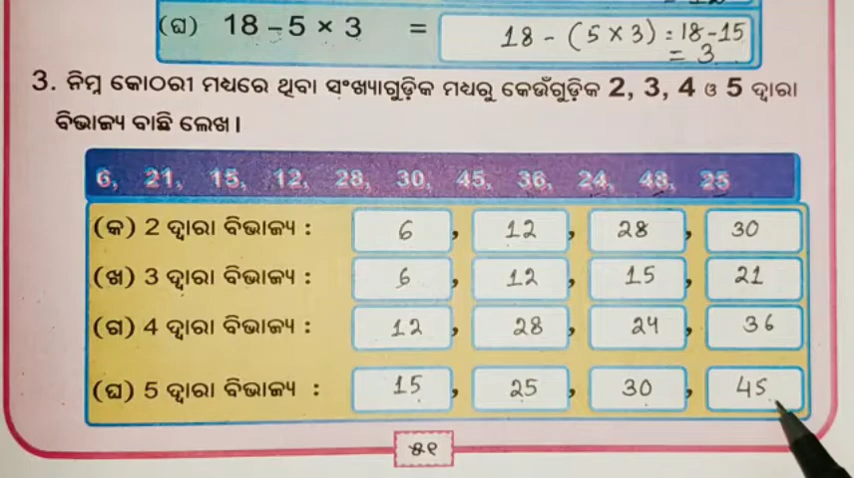 (ଘ) 18 - 5 × 3 = 18 - (5 × 3) = 18 - 15
= 3
3. ନିମ୍ନ କୋଠରୀ ମଧ୍ୟରେ ଥିବା ସଂଖ୍ୟାଗୁଡ଼ିକ ମଧ୍ୟରୁ କେଉଁଗୁଡ଼ିକ 2, 3, 4 ଓ 5 ଦ୍ୱାରା
ବିଭାଜ୍ୟ ବାଛି ଲେଖ।
6, 21, 15, 12, 28, 30, 45, 36, 24, 48, 25
(କ) 2 ଦ୍ୱାରା ବିଭାଜ୍ୟ : 6 , 12 , 28 , 30
(ଖ) 3 ଦ୍ୱାରା ବିଭାଜ୍ୟ : 6 , 12 , 15 , 21
(ଗ) 4 ଦ୍ୱାରା ବିଭାଜ୍ୟ : 12 , 28 , 24 , 36
(ଘ) 5 ଦ୍ୱାରା ବିଭାଜ୍ୟ : 15 , 25 , 30 , 45
୫୧